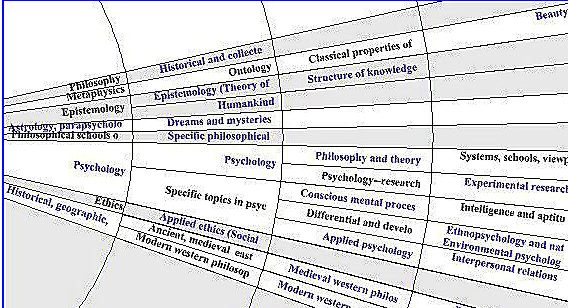 Philosophy
Metaphysics
Epistemology
Astrology, parapsycholo
Philosophical schools o
Psychology
Ethics
Historical, geographic,
Historical and collecte
Ontology
Epistemology (Theory of
Humankind
Dreams and mysteries
Specific philosophical
Psychology
Specific topics in psyc
Applied ethics (Social
Ancient, medieval east
Modern western philosop
Classical properties of
Structure of knowledge
Philosophy and theory
Psychology--research
Conscious mental proces
Differential and develo
Applied psychology
Medieval western philos
Modern western
Beauty
Systems, schools, viewp
Experimental research
Intelligence and aptitu
Ethnopsychology and nat
Environmental psycholog
Interpersonal relations